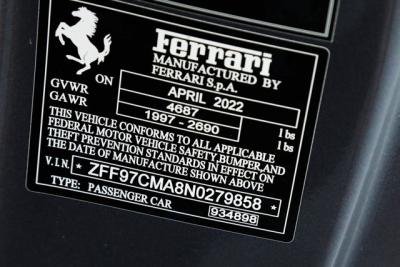 Ferrari
MANUFACTURED BY
FERRARI S.p.A.
ON APRIL 2022
GVWR 4687 lbs
GAWR 1997 - 2690 lbs
THIS VEHICLE CONFORMS TO ALL APPLICABLE
FEDERAL MOTOR VEHICLE SAFETY, BUMPER, AND
THEFT PREVENTION STANDARDS IN EFFECT ON
THE DATE OF MANUFACTURE SHOWN ABOVE
V.I.N. * ZFF97CMA8N0279858 *
TYPE: PASSENGER CAR 934898